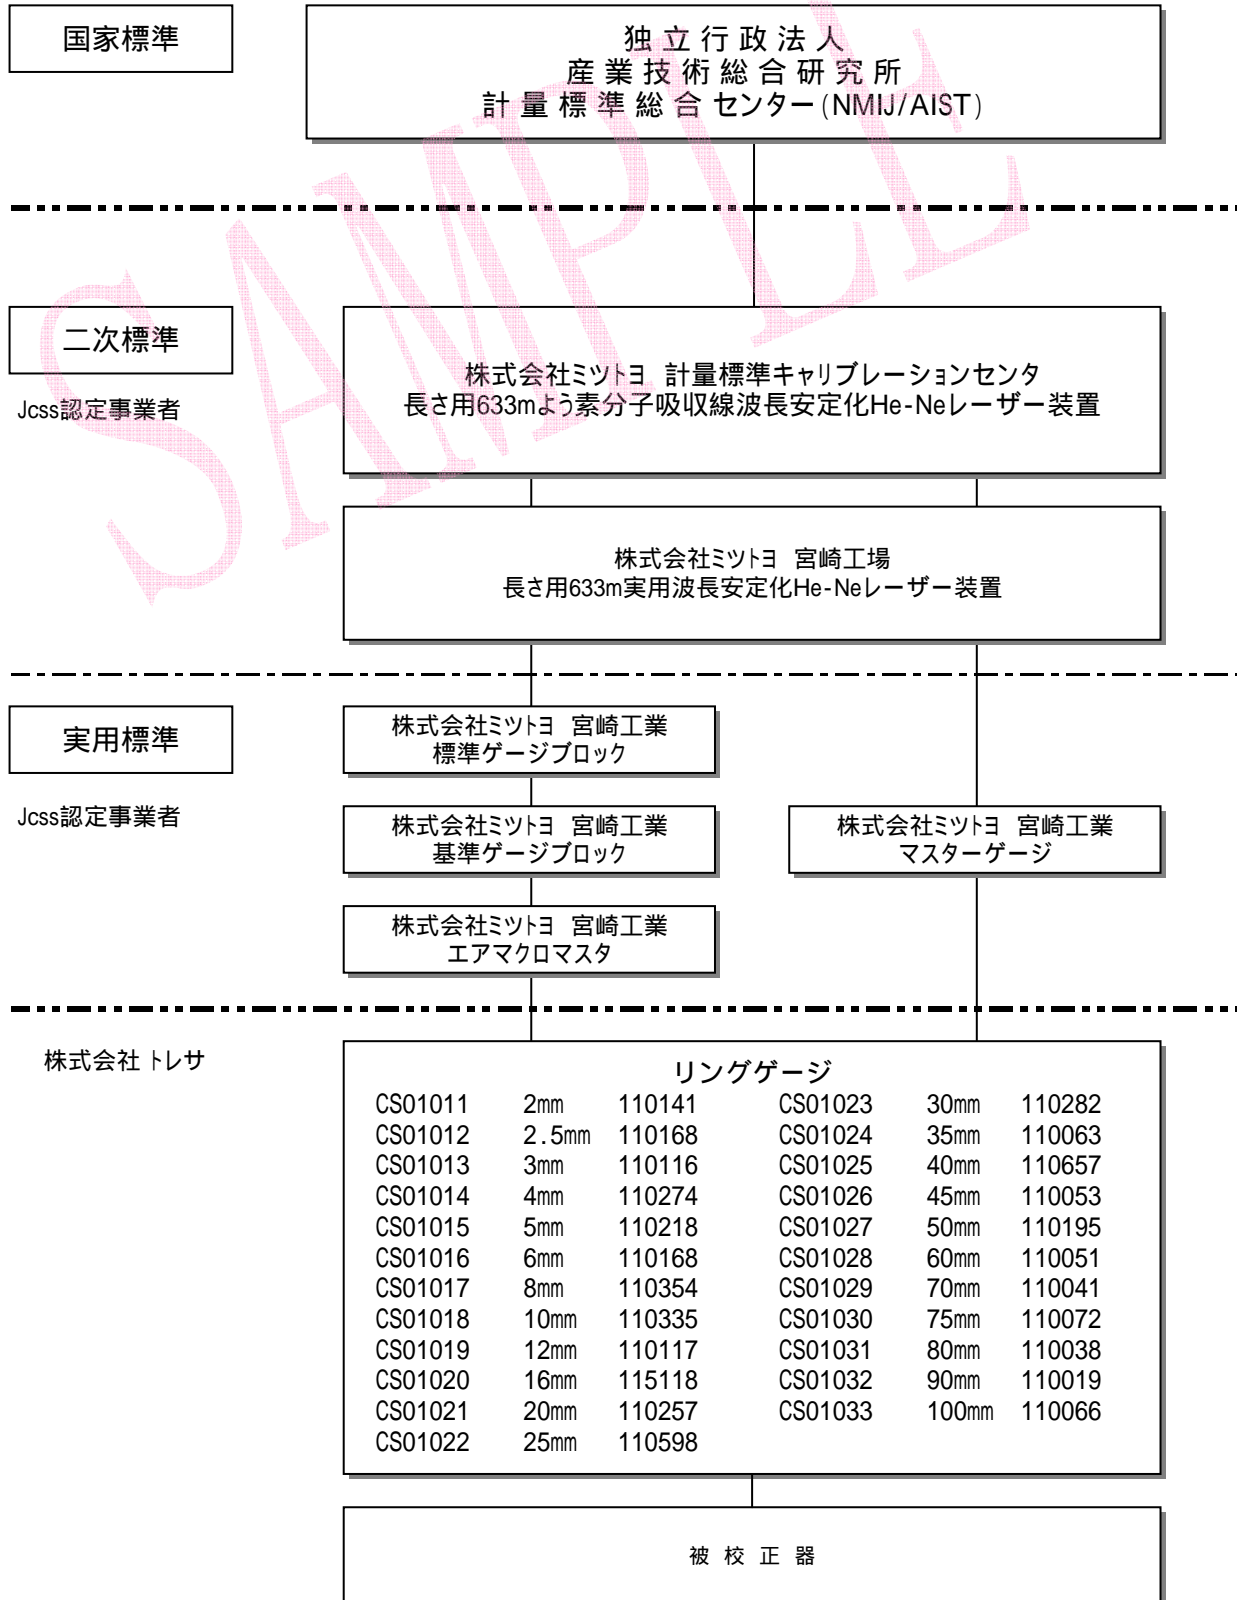 国家標準
独立行政法人
産業技術総合研究所
計量標準総合センター(NMIJ/AIST)
SAMPLE
二次標準
Jcss認定事業者
株式会社ミツトヨ 計量標準キャリブレーションセンタ
長さ用633mよう素分子吸収線波長安定化He-Neレーザー装置
株式会社ミツトヨ 宮崎工場
長さ用633m実用波長安定化He-Neレーザー装置
実用標準
Jcss認定事業者
株式会社ミツトヨ 宮崎工業
標準ゲージブロック
株式会社ミツトヨ 宮崎工業
基準ゲージブロック
株式会社ミツトヨ 宮崎工業
マスターゲージ
株式会社ミツトヨ 宮崎工業
エアマクロマスタ
株式会社 トレサ
リングゲージ
CS01011 2mm 110141 CS01023 30mm 110282
CS01012 2.5mm 110168 CS01024 35mm 110063
CS01013 3mm 110116 CS01025 40mm 110657
CS01014 4mm 110274 CS01026 45mm 110053
CS01015 5mm 110218 CS01027 50mm 110195
CS01016 6mm 110168 CS01028 60mm 110051
CS01017 8mm 110354 CS01029 70mm 110041
CS01018 10mm 110335 CS01030 75mm 110072
CS01019 12mm 110117 CS01031 80mm 110038
CS01020 16mm 115118 CS01032 90mm 110019
CS01021 20mm 110257 CS01033 100mm 110066
CS01022 25mm 110598
被校正器